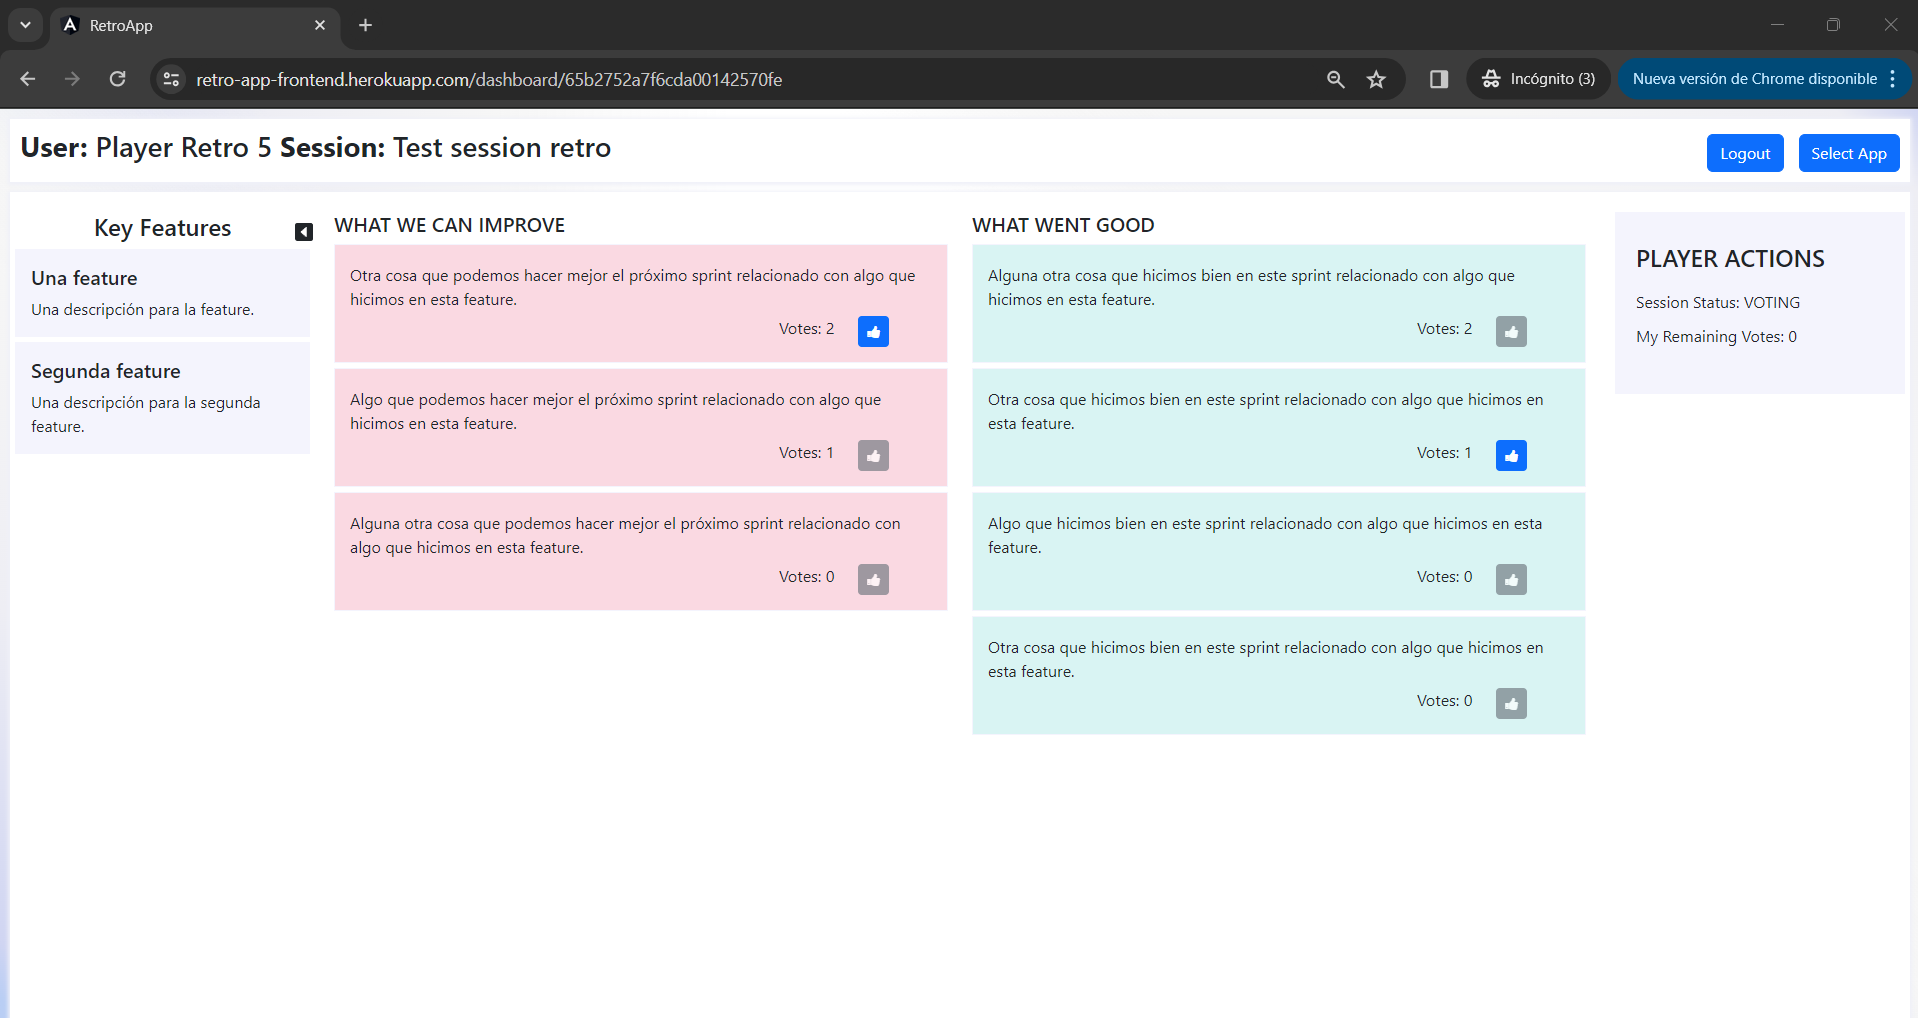 RetroApp
retro-app-frontend.herokuapp.com/dashboard/65b2752a7f6cda00142570fe
Incógnito (3)
Nueva versión de Chrome disponible
User: Player Retro 5 Session: Test session retro
Logout
Select App
Key Features
Una feature
Una descripción para la feature.
Segunda feature
Una descripción para la segunda
feature.
WHAT WE CAN IMPROVE
Otra cosa que podemos hacer mejor el próximo sprint relacionado con algo que
hicimos en esta feature.
Votes: 2
Algo que podemos hacer mejor el próximo sprint relacionado con algo que
hicimos en esta feature.
Votes: 1
Alguna otra cosa que podemos hacer mejor el próximo sprint relacionado con
algo que hicimos en esta feature.
Votes: 0
WHAT WENT GOOD
Alguna otra cosa que hicimos bien en este sprint relacionado con algo que
hicimos en esta feature.
Votes: 2
Otra cosa que hicimos bien en este sprint relacionado con algo que hicimos en
esta feature.
Votes: 1
Algo que hicimos bien en este sprint relacionado con algo que hicimos en esta
feature.
Votes: 0
Otra cosa que hicimos bien en este sprint relacionado con algo que hicimos en
esta feature.
Votes: 0
PLAYER ACTIONS
Session Status: VOTING
My Remaining Votes: 0